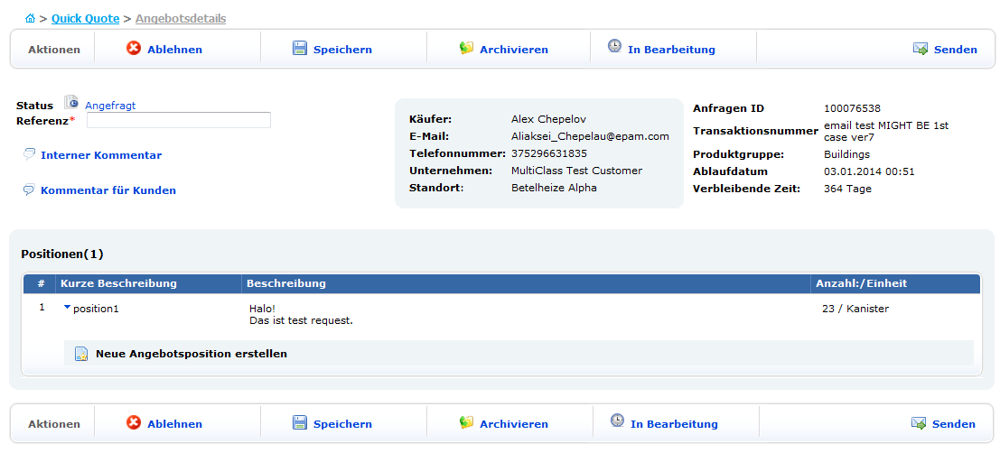 > Quick Quote > Angebotsdetails
Aktionen Ablehnen Speichern Archivieren In Bearbeitung Senden
Status Angefragt
Referenz*
Interner Kommentar
Kommentar für Kunden
Käufer: Alex Chepelov
E-Mail: Aliaksei_Chepelau@epam.com
Telefonnummer: 375296631835
Unternehmen: MultiClass Test Customer
Standort: Betelheize Alpha
Anfragen ID 100076538
Transaktionsnummer email test MIGHT BE 1st
case ver7
Produktgruppe: Buildings
Ablaufdatum 03.01.2014 00:51
Verbleibende Zeit: 364 Tage
Positionen(1)
# Kurze Beschreibung Beschreibung Anzahl:/Einheit
1 position1 Halo! 23 / Kanister
Das ist test request.
Neue Angebotsposition erstellen
Aktionen Ablehnen Speichern Archivieren In Bearbeitung Senden